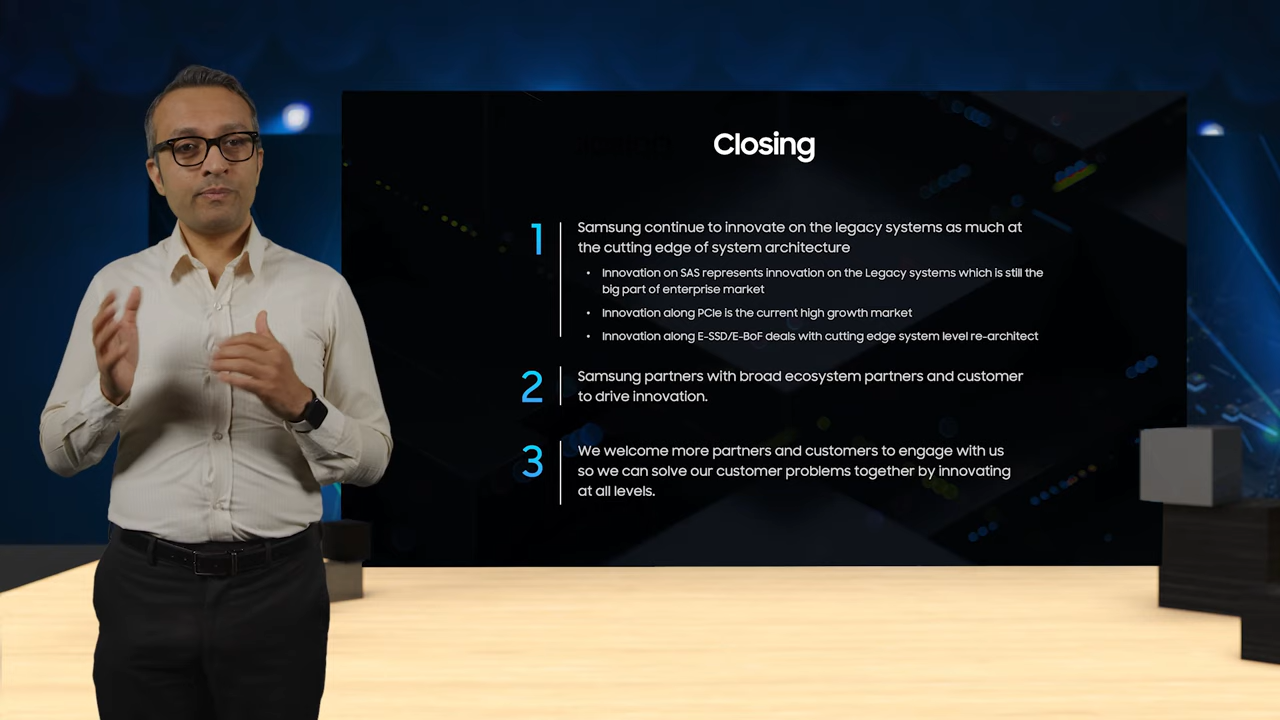 Closing
1
Samsung continue to innovate on the legacy systems as much at
the cutting edge of system architecture
• Innovation on SAS represents innovation on the Legacy systems which is still the
big part of enterprise market
• Innovation along PCIe is the current high growth market
• Innovation along E-SSD/E-BoF deals with cutting edge system level re-architect
2
Samsung partners with broad ecosystem partners and customer
to drive innovation.
3
We welcome more partners and customers to engage with us
so we can solve our customer problems together by innovating
at all levels.